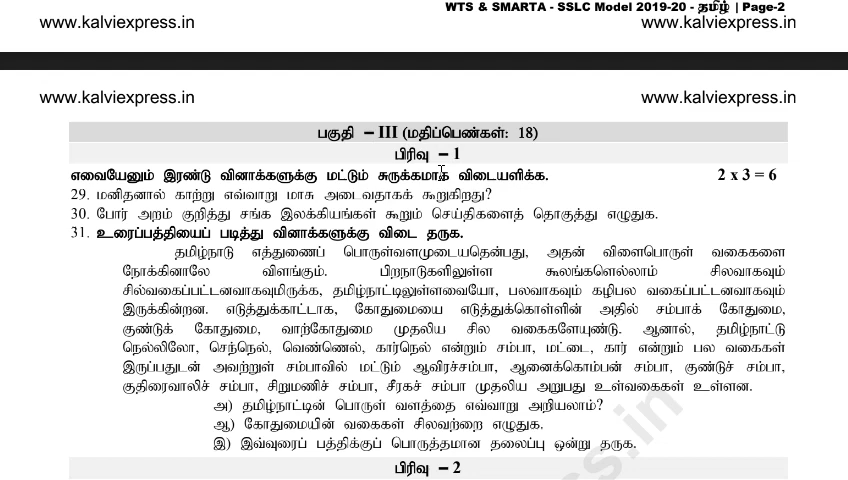 WTS & SMARTA - SSLC Model 2019-20 - தமிழ் | Page-2
www.kalviexpress.in www.kalviexpress.in
www.kalviexpress.in www.kalviexpress.in
பகுதி – III (மதிப்பெண்கள்: 18)
பிரிவு – 1
எவையேனும் இரண்டு வினாக்களுக்கு மட்டும் சுருக்கமாக விடையளிக்க. 2 x 3 = 6
29. மனிதனால் காற்று எவ்வாறு மாசு அடைவதாகக் கூறுகிறது?
30. போர் அறம் குறித்து சங்க இலக்கியங்கள் கூறும் செய்திகளைத் தொகுத்து எழுதுக.
31. உரைப்பத்தியைப் படித்து வினாக்களுக்கு விடை தருக.
தமிழ்நாடு எத்துணைப் பொருள்வளமுடையதென்பது, அதன் விளைபொருள் வகைகளை
நோக்கினாலே விளங்கும். பிறநாடுகளிலுள்ள கூலங்களெல்லாம் சிலவாகவும்
சில்வகைப்பட்டனவாகவுமிருக்க, தமிழ்நாட்டிலுள்ளவையோ, பலவாகவும் கழிபல வகைப்பட்டனவாகவும்
இருக்கின்றன. எடுத்துக்காட்டாக, கோதுமையை எடுத்துக்கொள்ளின் அதில் சம்பாக் கோதுமை,
குண்டுக் கோதுமை, வாற்கோதுமை முதலிய சில வகைகளேயுண்டு. ஆனால், தமிழ்நாட்டு
நெல்லிலோ, செந்நெல், வெண்ணெல், கார்நெல் என்றும் சம்பா, மட்டை, கார் என்றும் பல வகைகள்
இருப்பதுடன் அவற்றுள் சம்பாவில் மட்டும் ஆவிரச்சம்பா, ஆனைக்கொம்பன் சம்பா, குண்டுச் சம்பா,
குதிரைவாலிச் சம்பா, சிறுமணிச் சம்பா, சீரகச் சம்பா முதலிய அறுபது உள்வகைகள் உள்ளன.
அ) தமிழ்நாட்டின் பொருள் வளத்தை எவ்வாறு அறியலாம்?
ஆ) கோதுமையின் வகைகள் சிலவற்றை எழுதுக.
இ) இவ்வுரைப் பத்திக்குப் பொருத்தமான தலைப்பு ஒன்று தருக.
பிரிவு – 2